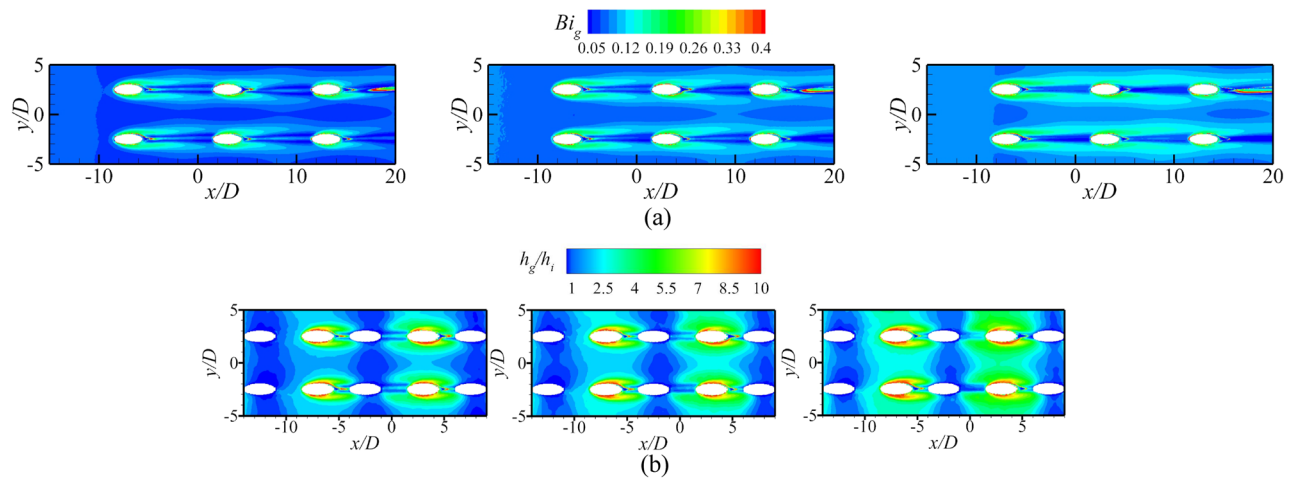 Bi_g
0.05 0.12 0.19 0.26 0.33 0.4
5 0 -5 y/D -10 0 10 20 x/D
5 0 -5 y/D -10 0 10 20 x/D
5 0 -5 y/D -10 0 10 20 x/D
(a)
h_g/h_i
1 2.5 4 5.5 7 8.5 10
5 0 -5 y/D -10 -5 0 5 x/D
5 0 -5 y/D -10 -5 0 5 x/D
5 0 -5 y/D -10 -5 0 5 x/D
(b)